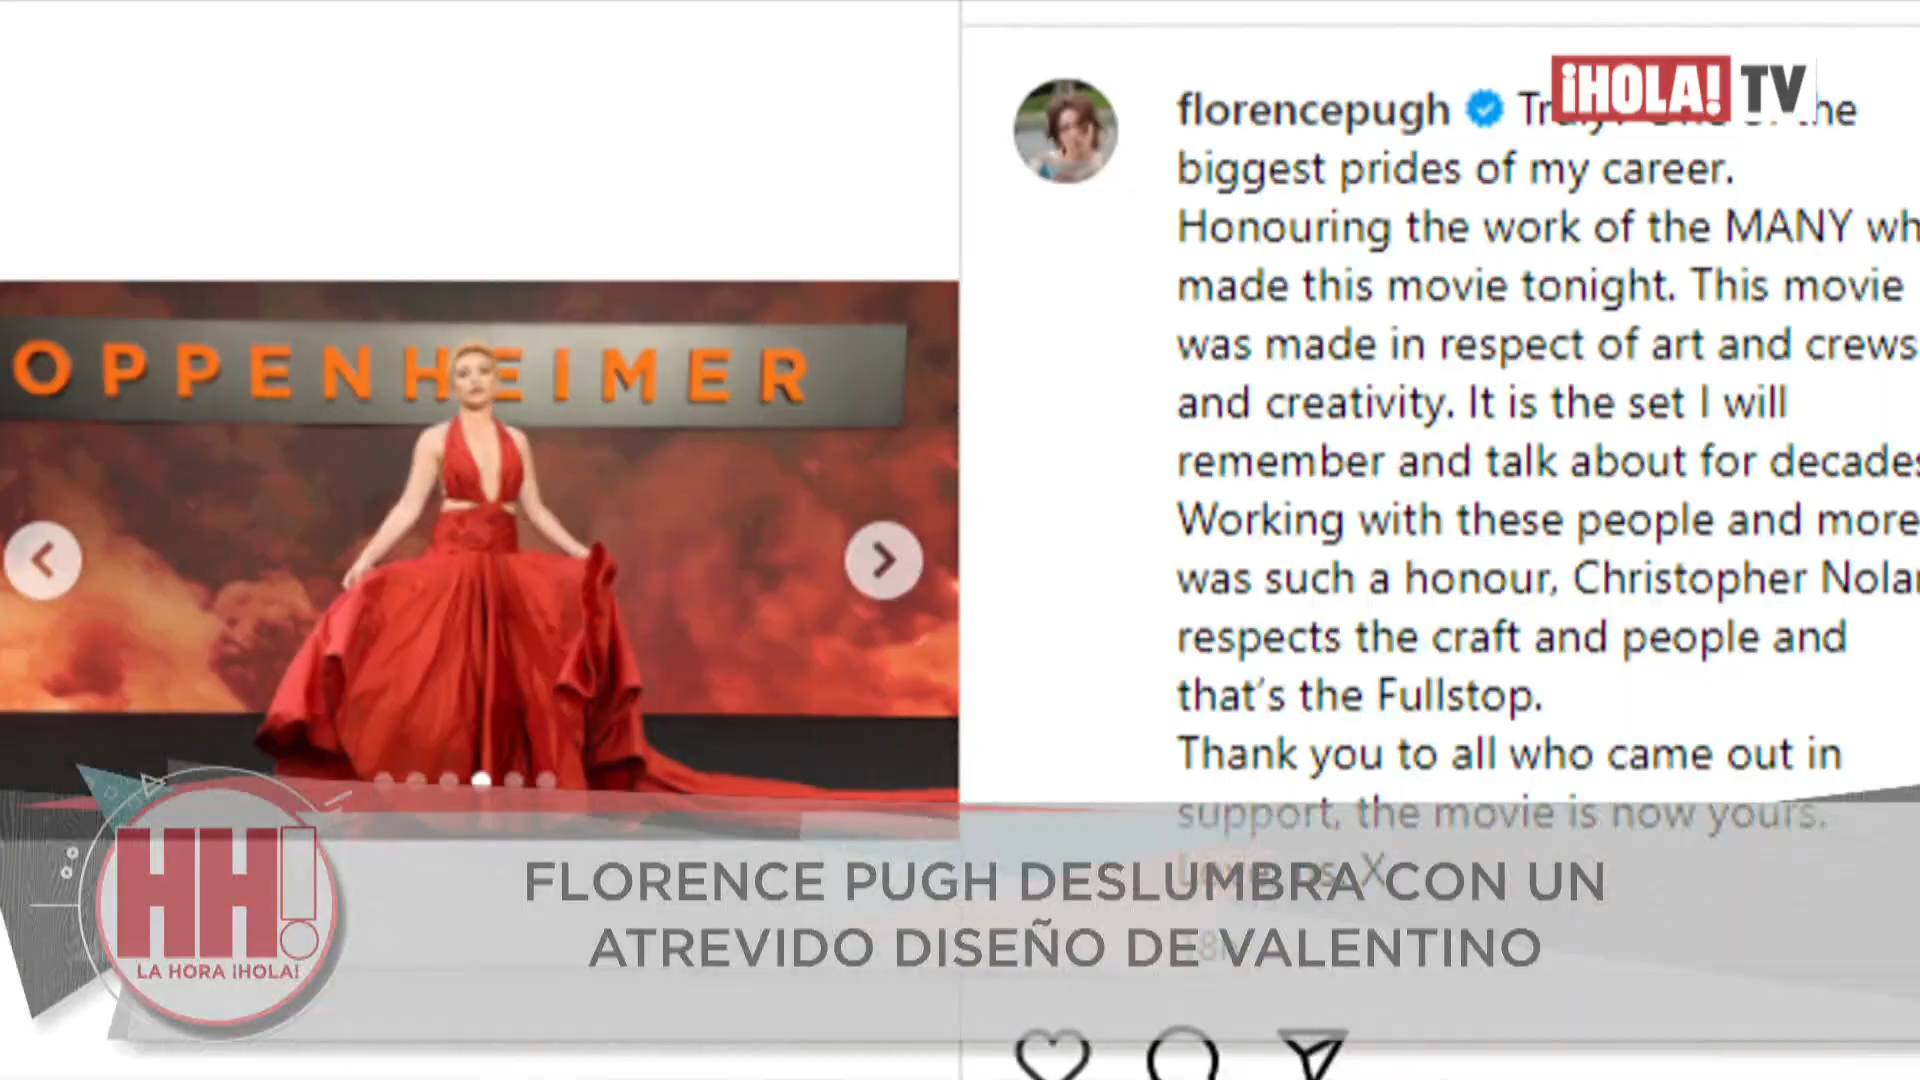 ¡HOLA! TV
florencepugh
biggest prides of my career.
Honouring the work of the MANY wh
made this movie tonight. This movie
was made in respect of art and crews
and creativity. It is the set I will
remember and talk about for decades
Working with these people and more
was such a honour, Christopher Nolan
respects the craft and people and
that's the Fullstop.
Thank you to all who came out in
support, the movie is now yours.
OPPENHEIMER
FLORENCE PUGH DESLUMBRA CON UN
ATREVIDO DISEÑO DE VALENTINO
HH!
LA HORA ¡HOLA!